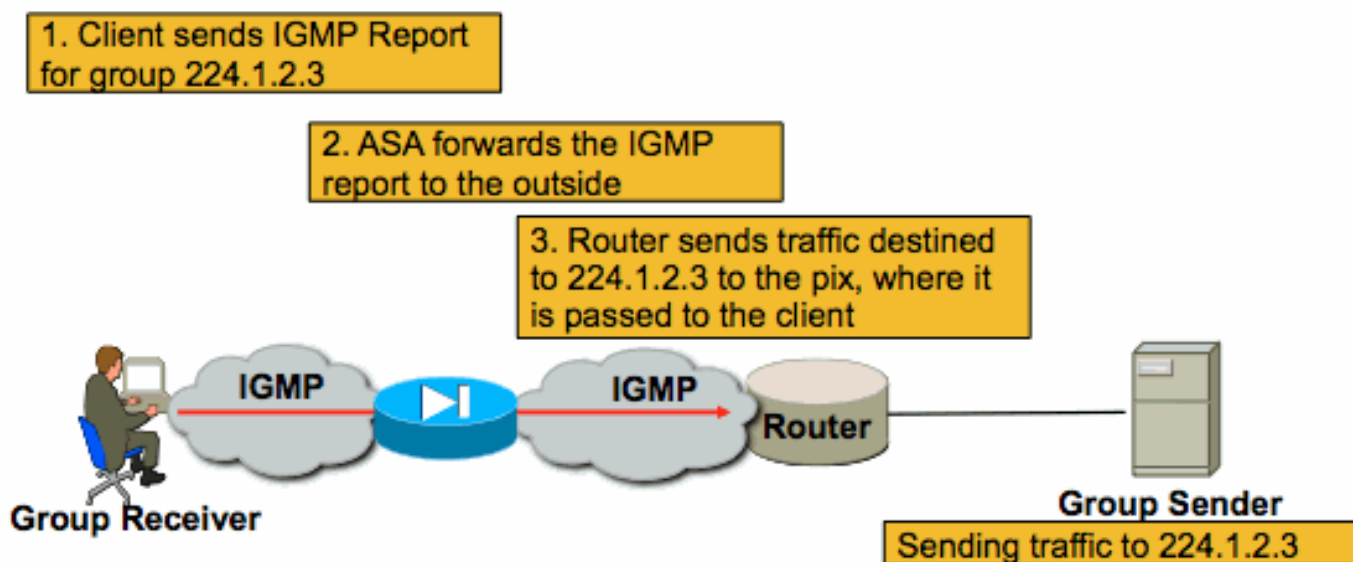 1. Client sends IGMP Report
for group 224.1.2.3
2. ASA forwards the IGMP
report to the outside
3. Router sends traffic destined
to 224.1.2.3 to the pix, where it
is passed to the client
IGMP
IGMP
Router
Group Receiver
Group Sender
Sending traffic to 224.1.2.3